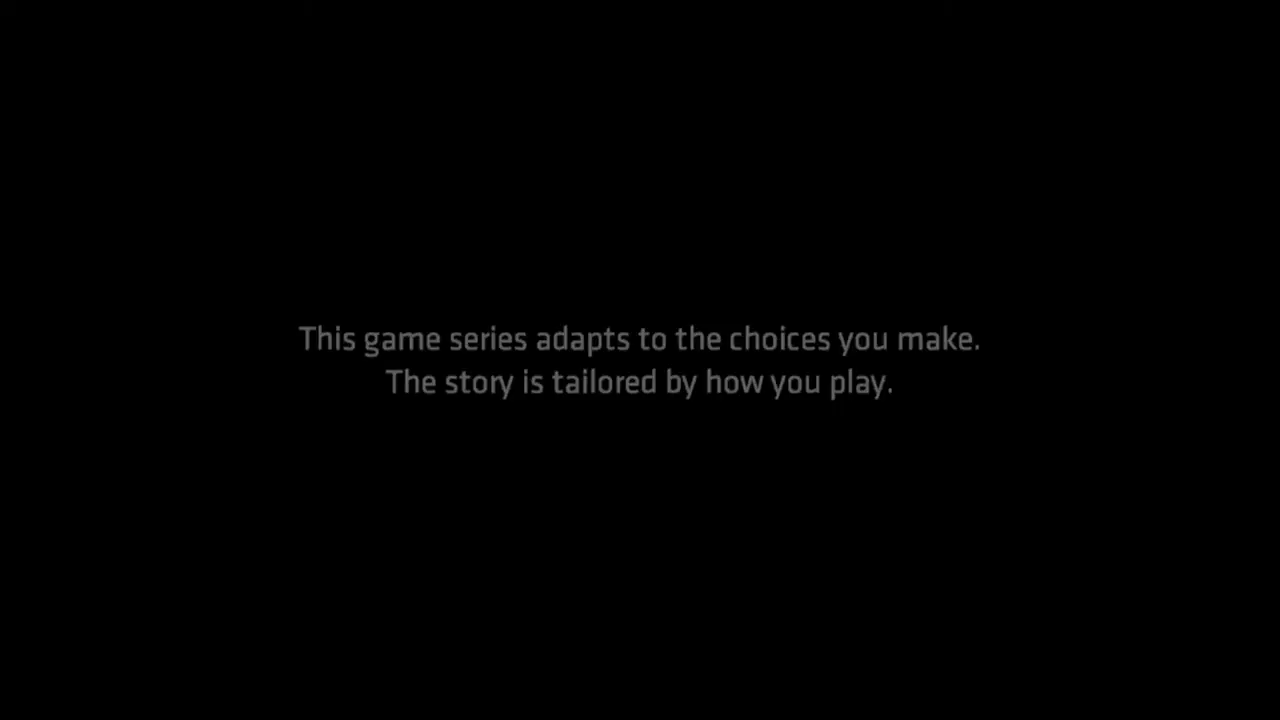 This game series adapts to the choices you make.
The story is tailored by how you play.